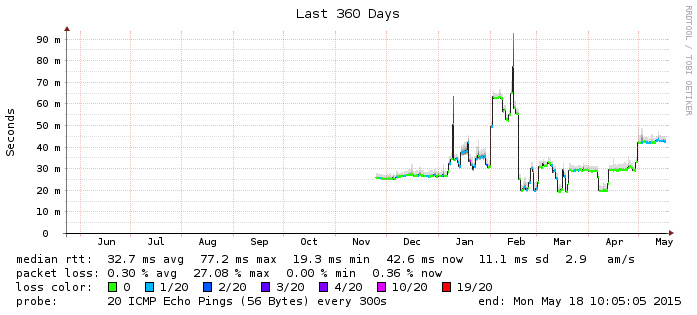 Last 360 Days
RRDTOOL / TOBI OETIKER
Seconds
90 m
80 m
70 m
60 m
50 m
40 m
30 m
20 m
10 m
0
Jun Jul Aug Sep Oct Nov Dec Jan Feb Mar Apr May
median rtt: 32.7 ms avg 77.2 ms max 19.3 ms min 42.6 ms now 11.1 ms sd 2.9 am/s
packet loss: 0.30 % avg 27.08 % max 0.00 % min 0.36 % now
loss color: 0 1/20 2/20 3/20 4/20 10/20 19/20
probe: 20 ICMP Echo Pings (56 Bytes) every 300s end: Mon May 18 10:05:05 2015